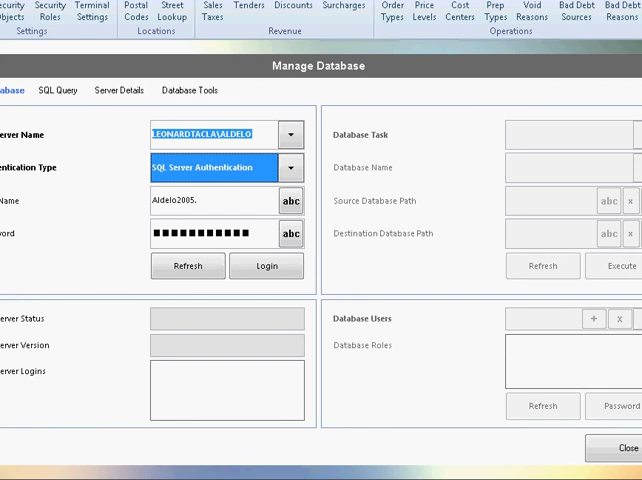 ecurity Security Terminal Postal Street Sales Tenders Discounts Surcharges Order Price Cost Prep Void Bad Debt Bad Debt
Objects Roles Settings Codes Lookup Taxes Types Levels Centers Types Reasons Sources Reasons
Settings Locations Revenue Operations
Manage Database
abase SQL Query Server Details Database Tools
erver Name LEONARDTACLA\ALDELO Database Task
entication Type SQL Server Authentication Database Name
Name Aldelo2005. abc Source Database Path abc x
word abc Destination Database Path abc x
Refresh Login Refresh Execute
erver Status Database Users + x
erver Version Database Roles
erver Logins
Refresh Password
Close